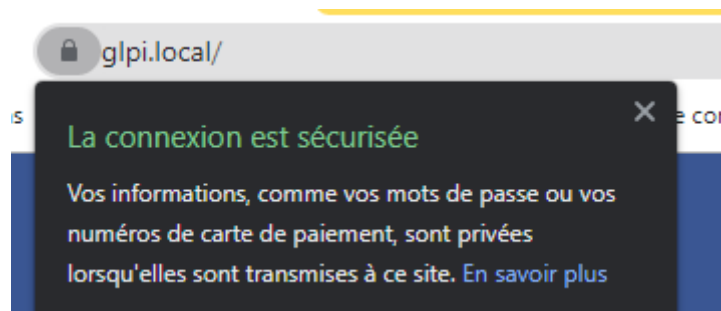 glpi.local/
La connexion est sécurisée
Vos informations, comme vos mots de passe ou vos
numéros de carte de paiement, sont privées
lorsqu'elles sont transmises à ce site. En savoir plus